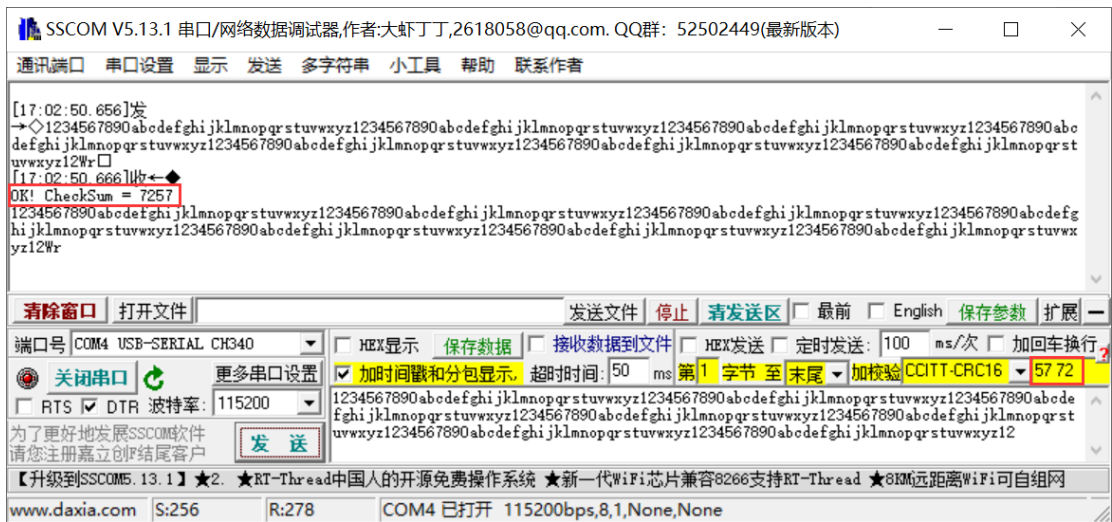 SSCOM V5.13.1 串口/网络数据调试器,作者:大虾丁丁,2618058@qq.com. QQ群: 52502449(最新版本)
通讯端口 串口设置 显示 发送 多字符串 小工具 帮助 联系作者
[17:02:50.656]发
→◇1234567890abcdefghijklmnopqrstuvwxyz1234567890abcdefghijklmnopqrstuvwxyz1234567890abcdefghijklmnopqrstuvwxyz1234567890abc
defghijklmnopqrstuvwxyz1234567890abcdefghijklmnopqrstuvwxyz1234567890abcdefghijklmnopqrstuvwxyz1234567890abcdefghijklmnopqrst
uvwxyz12Wr□
[17:02:50.666]收←◆
OK! CheckSum = 7257
1234567890abcdefghijklmnopqrstuvwxyz1234567890abcdefghijklmnopqrstuvwxyz1234567890abcdefghijklmnopqrstuvwxyz1234567890abcdefg
hijklmnopqrstuvwxyz1234567890abcdefghijklmnopqrstuvwxyz1234567890abcdefghijklmnopqrstuvwxyz1234567890abcdefghijklmnopqrstuvwx
yz12Wr
清除窗口 打开文件 发送文件 停止 清发送区 最前 English 保存参数 扩展 —
端口号 COM4 USB-SERIAL CH340 HEX显示 保存数据 接收数据到文件 HEX发送 定时发送: 100 ms/次 加回车换行 ?
关闭串口 更多串口设置 加时间戳和分包显示, 超时时间: 50 ms 第 1 字节 至 末尾 加校验 CCITT-CRC16 57 72
RTS DTR 波特率: 115200
1234567890abcdefghijklmnopqrstuvwxyz1234567890abcdefghijklmnopqrstuvwxyz1234567890abcdefghijklmnopqrstuvwxyz1234567890abcde
fghijklmnopqrstuvwxyz1234567890abcdefghijklmnopqrstuvwxyz1234567890abcdefghijklmnopqrstuvwxyz1234567890abcdefghijklmnopqrst
uvwxyz1234567890abcdefghijklmnopqrstuvwxyz1234567890abcdefghijklmnopqrstuvwxyz12
为了更好地发展SSCOM软件
请您注册嘉立创F结尾客户
发 送
【升级到SSCOM5.13.1】★2. ★RT-Thread中国人的开源免费操作系统 ★新一代WiFi芯片兼容8266支持RT-Thread ★8KM远距离WiFi可自组网
www.daxia.com S:256 R:278 COM4 已打开 115200bps,8,1,None,None